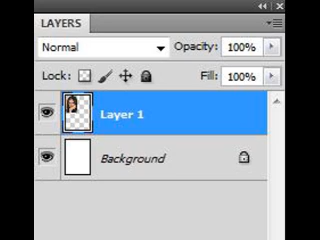 LAYERS
Normal Opacity: 100%
Lock: Fill: 100%
Layer 1
Background